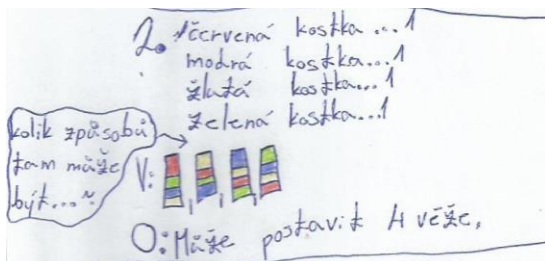 2. červená kostka ... 1
modrá kostka... 1
žlutá kostka... 1
zelená kostka... 1
kolik způsobů
tam může
být...?
V:
O: Může postavit 4 věže.